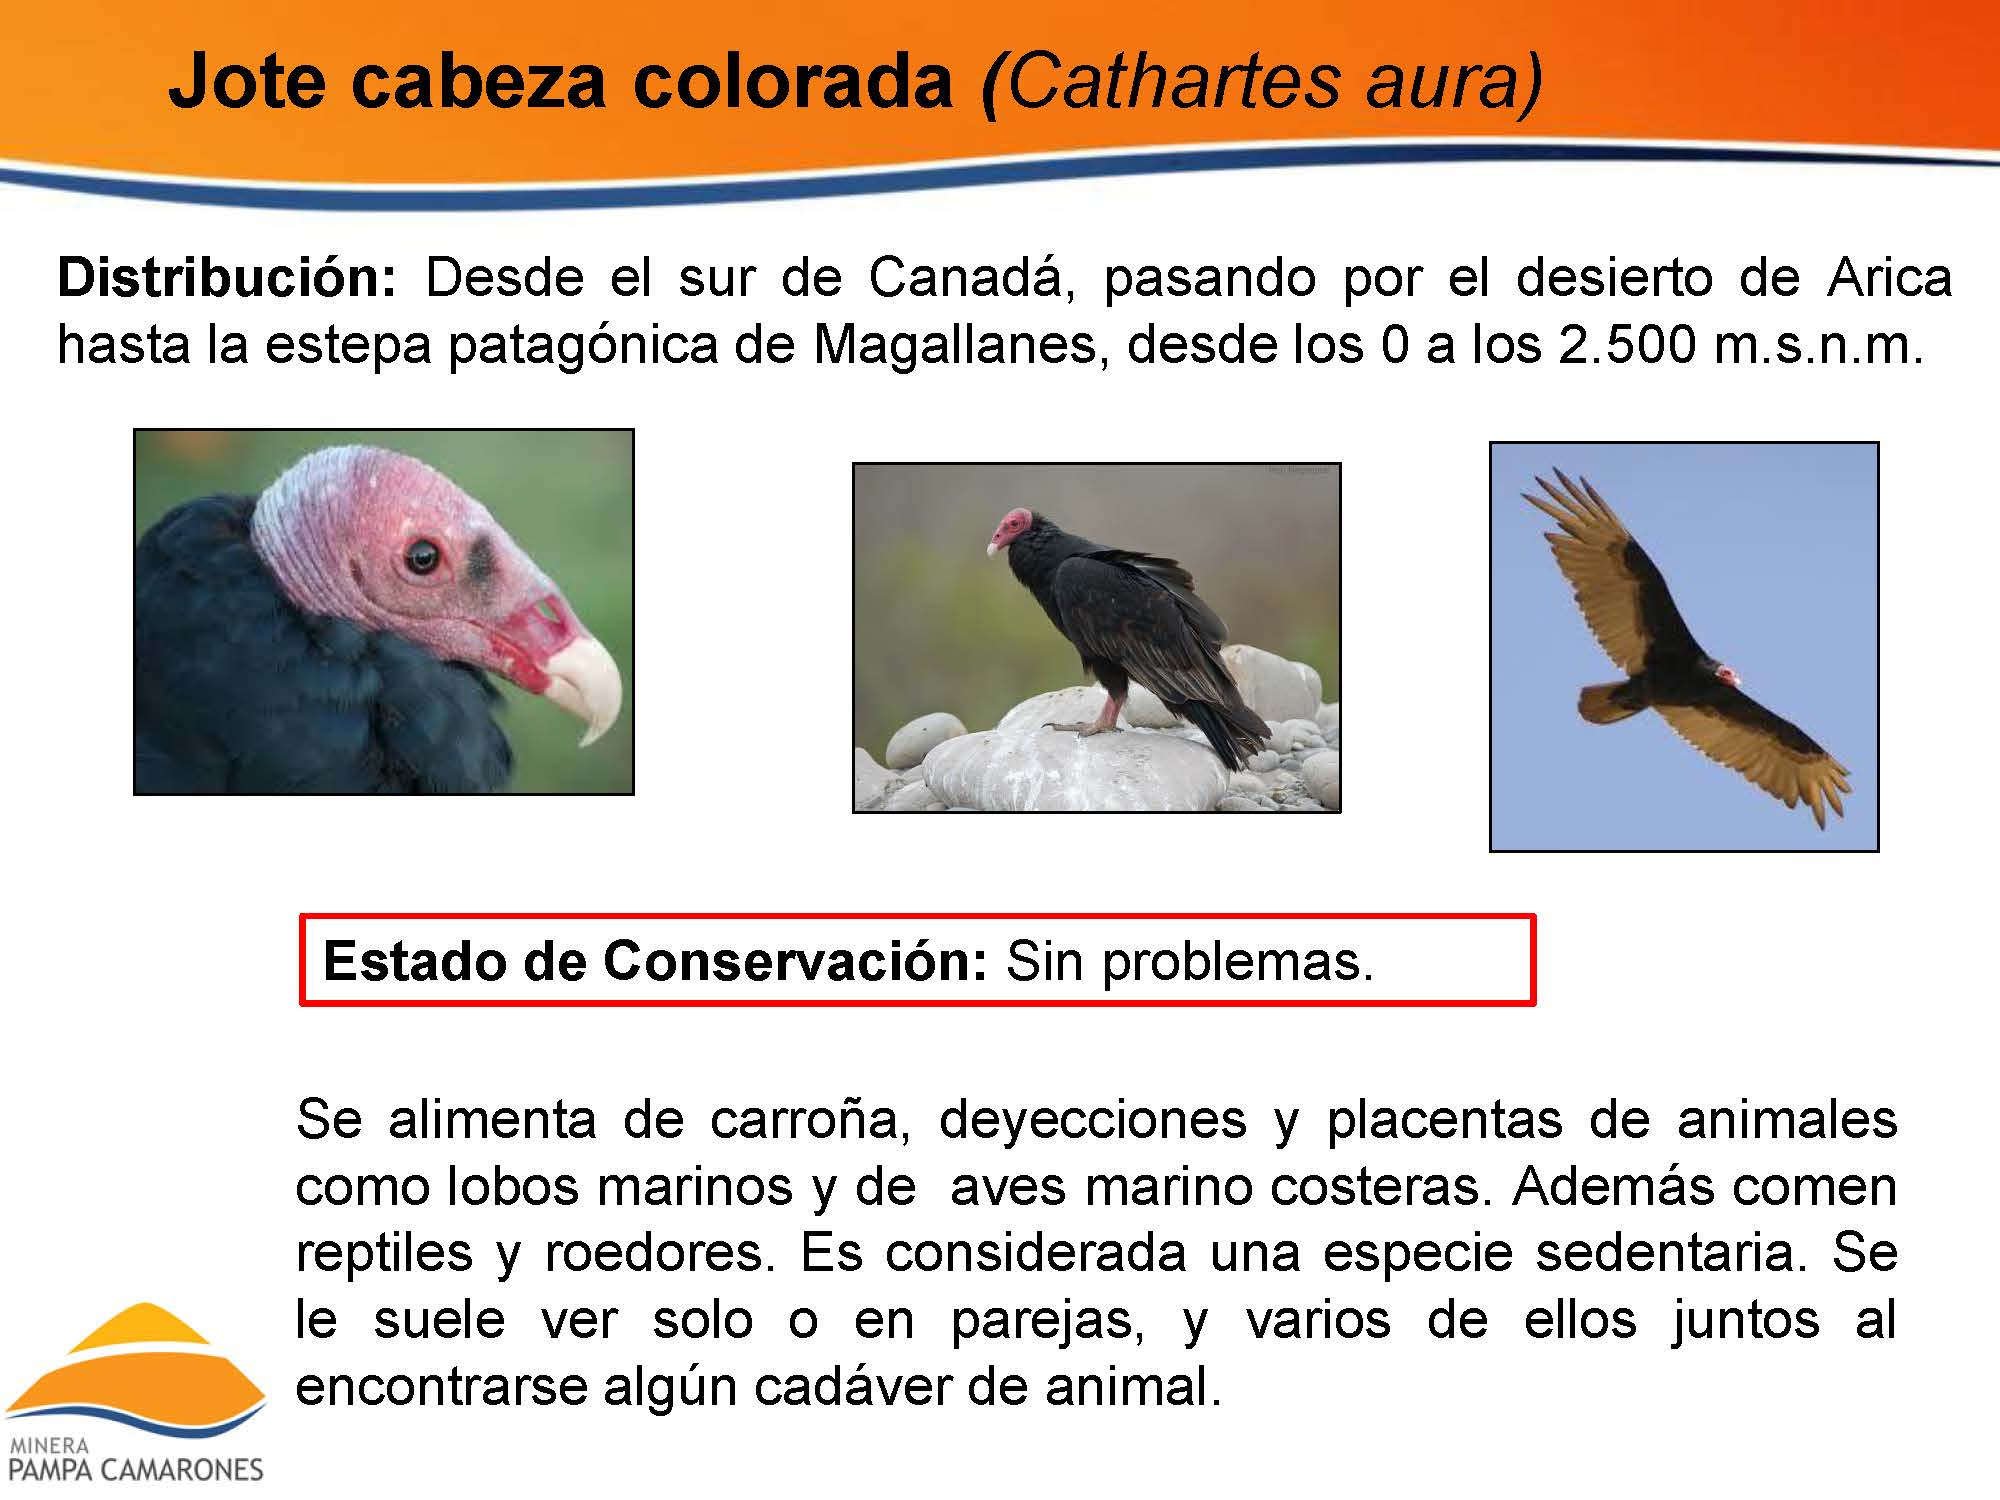 Jote cabeza colorada (Cathartes aura)
Distribución: Desde el sur de Canadá, pasando por el desierto de Arica
hasta la estepa patagónica de Magallanes, desde los 0 a los 2.500 m.s.n.m.
Estado de Conservación: Sin problemas.
Se alimenta de carroña, deyecciones y placentas de animales
como lobos marinos y de aves marino costeras. Además comen
reptiles y roedores. Es considerada una especie sedentaria. Se
le suele ver solo o en parejas, y varios de ellos juntos al
encontrarse algún cadáver de animal.
MINERA
PAMPA CAMARONES